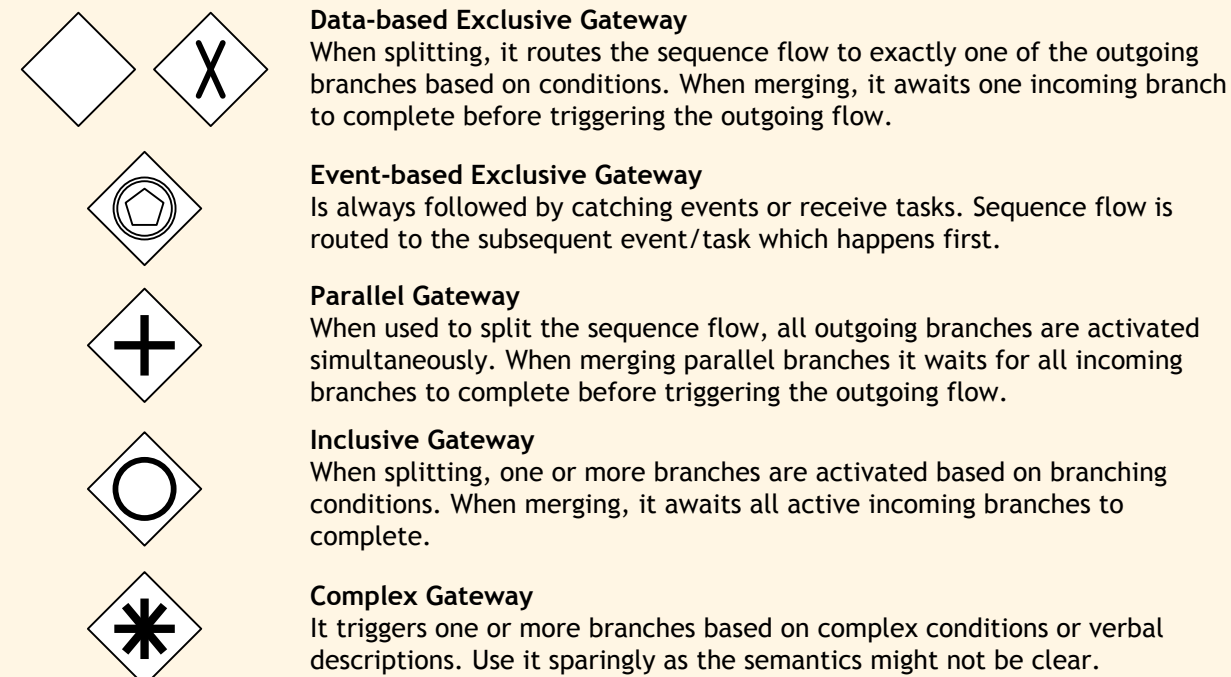 Data-based Exclusive Gateway
When splitting, it routes the sequence flow to exactly one of the outgoing
branches based on conditions. When merging, it awaits one incoming branch
to complete before triggering the outgoing flow.
Event-based Exclusive Gateway
Is always followed by catching events or receive tasks. Sequence flow is
routed to the subsequent event/task which happens first.
Parallel Gateway
When used to split the sequence flow, all outgoing branches are activated
simultaneously. When merging parallel branches it waits for all incoming
branches to complete before triggering the outgoing flow.
Inclusive Gateway
When splitting, one or more branches are activated based on branching
conditions. When merging, it awaits all active incoming branches to
complete.
Complex Gateway
It triggers one or more branches based on complex conditions or verbal
descriptions. Use it sparingly as the semantics might not be clear.